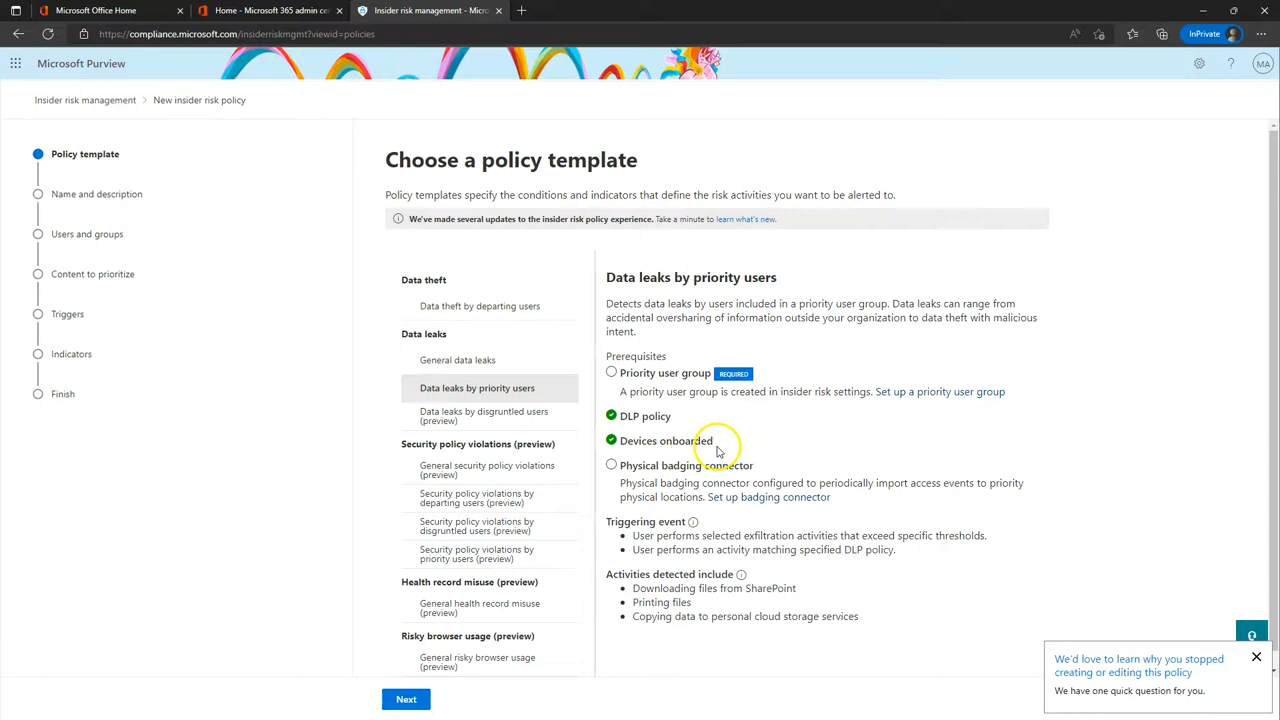 Microsoft Office Home
Home - Microsoft 365 admin cen
Insider risk management - Micro
https://compliance.microsoft.com/insiderriskmgmt?viewid=policies
InPrivate
Microsoft Purview
MA
Insider risk management > New insider risk policy
Policy template
Name and description
Users and groups
Content to prioritize
Triggers
Indicators
Finish
Choose a policy template
Policy templates specify the conditions and indicators that define the risk activities you want to be alerted to.
We've made several updates to the insider risk policy experience. Take a minute to learn what's new.
Data theft
Data theft by departing users
Data leaks
General data leaks
Data leaks by priority users
Data leaks by disgruntled users
(preview)
Security policy violations (preview)
General security policy violations
(preview)
Security policy violations by
departing users (preview)
Security policy violations by
disgruntled users (preview)
Security policy violations by
priority users (preview)
Health record misuse (preview)
General health record misuse
(preview)
Risky browser usage (preview)
General risky browser usage
(preview)
Data leaks by priority users
Detects data leaks by users included in a priority user group. Data leaks can range from
accidental oversharing of information outside your organization to data theft with malicious
intent.
Prerequisites
Priority user group REQUIRED
A priority user group is created in insider risk settings. Set up a priority user group
DLP policy
Devices onboarded
Physical badging connector
Physical badging connector configured to periodically import access events to priority
physical locations. Set up badging connector
Triggering event
• User performs selected exfiltration activities that exceed specific thresholds.
• User performs an activity matching specified DLP policy.
Activities detected include
• Downloading files from SharePoint
• Printing files
• Copying data to personal cloud storage services
Next
We'd love to learn why you stopped
creating or editing this policy
We have one quick question for you.